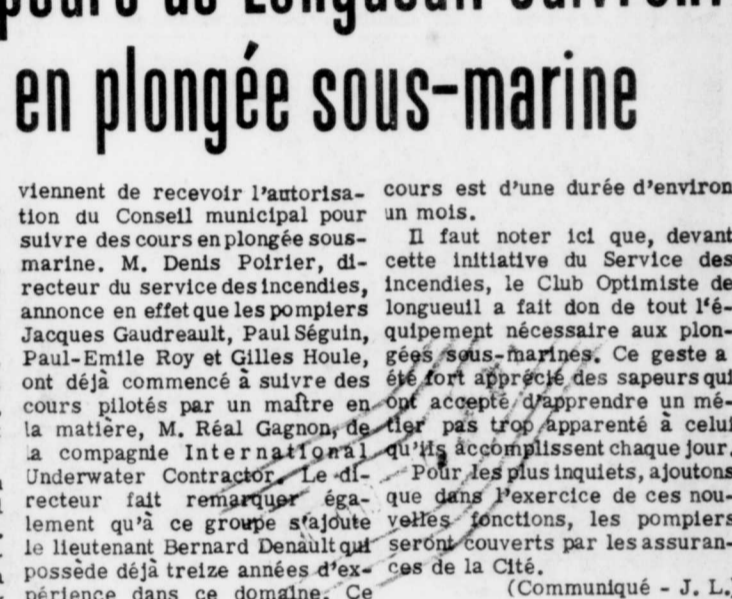 de Longueuil suivront
en plongée sous-marine
viennent de recevoir l'autorisa-
tion du Conseil municipal pour
suivre des cours en plongée sous-
marine. M. Denis Poirier, di-
recteur du service des incendies,
annonce en effet que les pompiers
Jacques Gaudreault, Paul Séguin,
Paul-Emile Roy et Gilles Houle,
ont déjà commencé à suivre des
cours pilotés par un maître en
la matière, M. Réal Gagnon, de
la compagnie International
Underwater Contractor. Le di-
recteur fait remarquer éga-
lement qu'à ce groupe s'ajoute
le lieutenant Bernard Denault qui
possède déjà treize années d'ex-
périence dans ce domaine. Ce
cours est d'une durée d'environ
un mois.
Il faut noter ici que, devant
cette initiative du Service des
incendies, le Club Optimiste de
longueuil a fait don de tout l'é-
quipement nécessaire aux plon-
gées sous-marines. Ce geste a
été fort apprécié des sapeurs qui
ont accepté d'apprendre un mé-
tier pas trop apparenté à celui
qu'ils accomplissent chaque jour.
Pour les plus inquiets, ajoutons
que dans l'exercice de ces nou-
velles fonctions, les pompiers
seront couverts par les assuran-
ces de la Cité.
(Communiqué - J. L.)